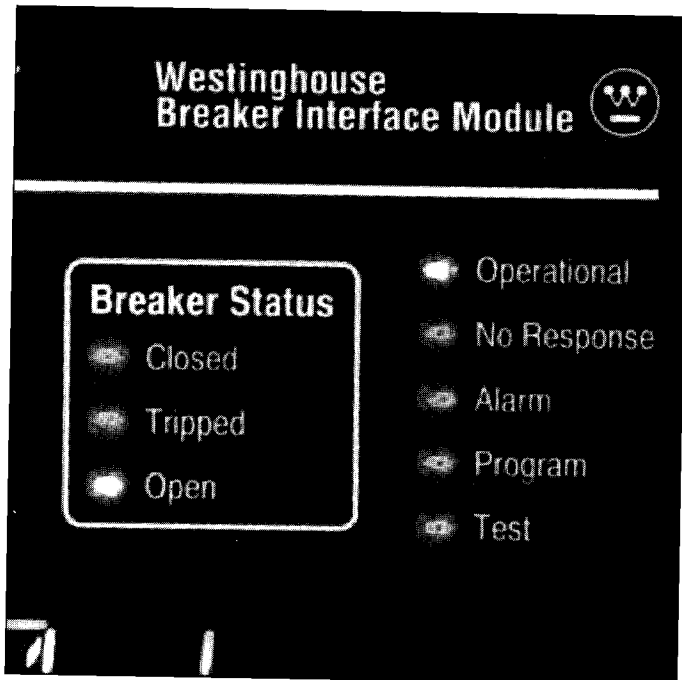 Westinghouse
Breaker Interface Module
Breaker Status
Closed
Tripped
Open
Operational
No Response
Alarm
Program
Test